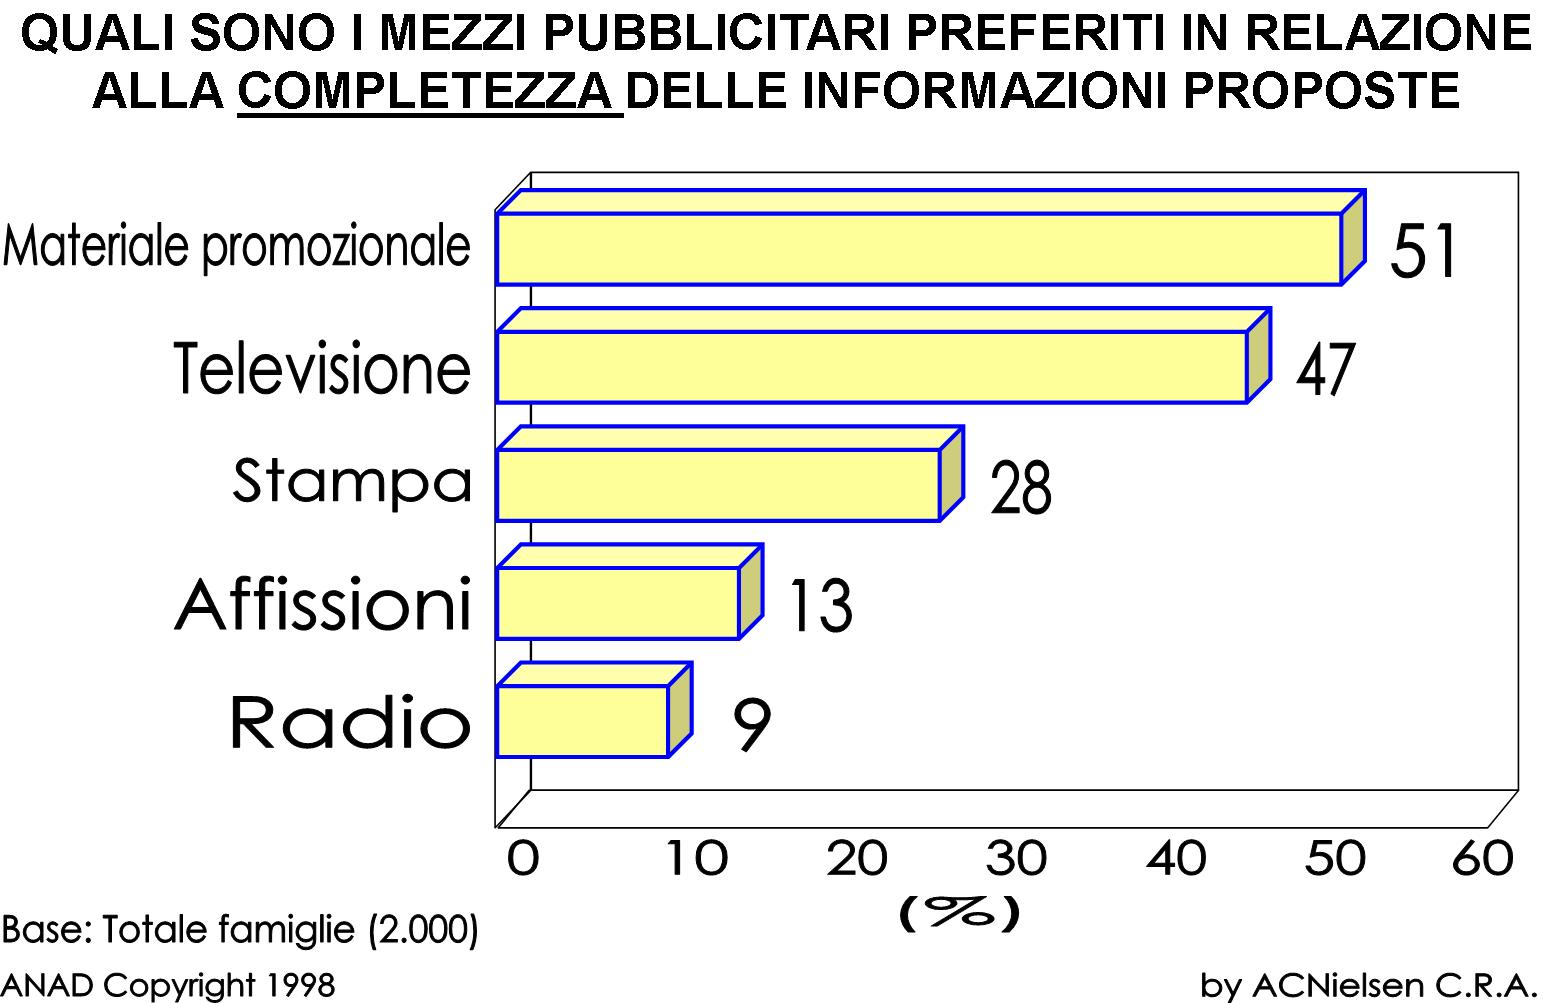 QUALI SONO I MEZZI PUBBLICITARI PREFERITI IN RELAZIONE
ALLA COMPLETEZZA DELLE INFORMAZIONI PROPOSTE
Materiale promozionale 51
Televisione 47
Stampa 28
Affissioni 13
Radio 9
0 10 20 30 40 50 60
(%)
Base: Totale famiglie (2.000)
ANAD Copyright 1998 by ACNielsen C.R.A.